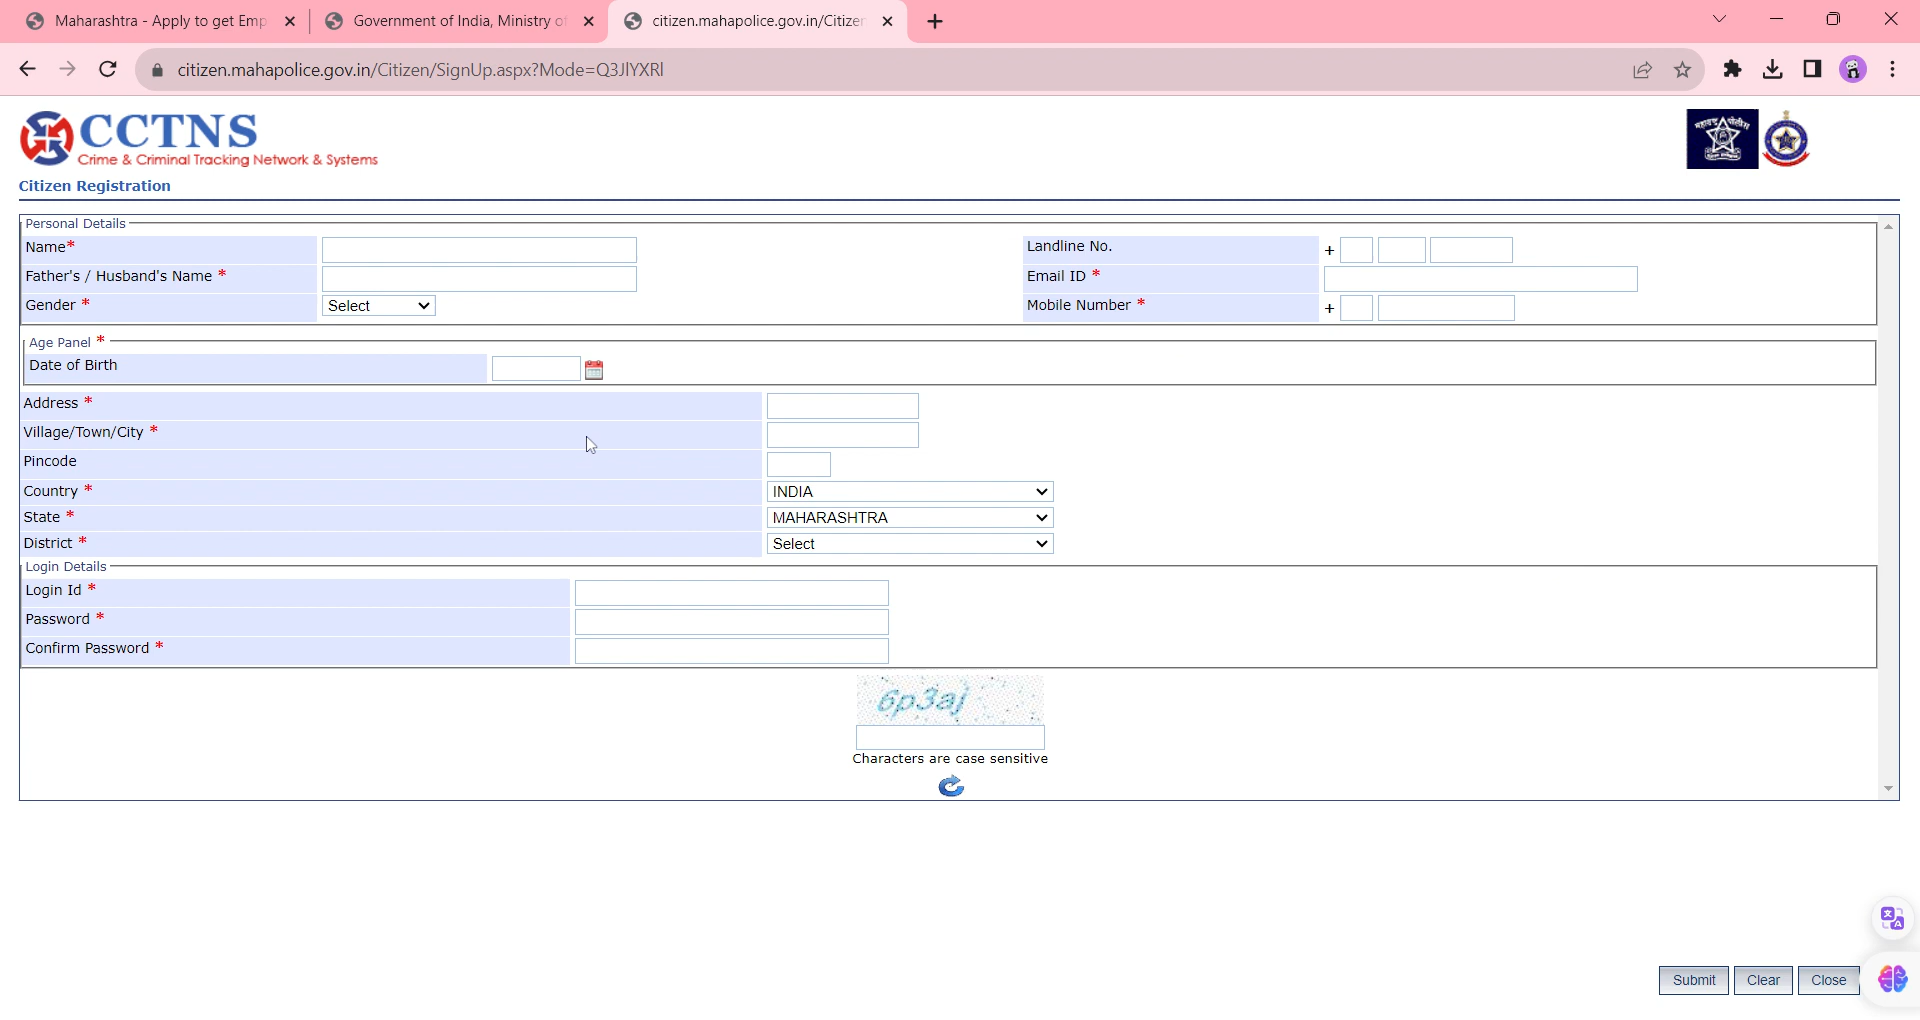 Maharashtra - Apply to get Emp
Government of India, Ministry of
citizen.mahapolice.gov.in/Citizen
citizen.mahapolice.gov.in/Citizen/SignUp.aspx?Mode=Q3JlYXRl
CCTNS
Crime & Criminal Tracking Network & Systems
महाराष्ट्र पोलीस
Citizen Registration
Personal Details
Name*
Landline No. +
Father's / Husband's Name *
Email ID *
Gender * Select
Mobile Number * +
Age Panel *
Date of Birth
Address *
Village/Town/City *
Pincode
Country * INDIA
State * MAHARASHTRA
District * Select
Login Details
Login Id *
Password *
Confirm Password *
6p3aj
Characters are case sensitive
Submit Clear Close